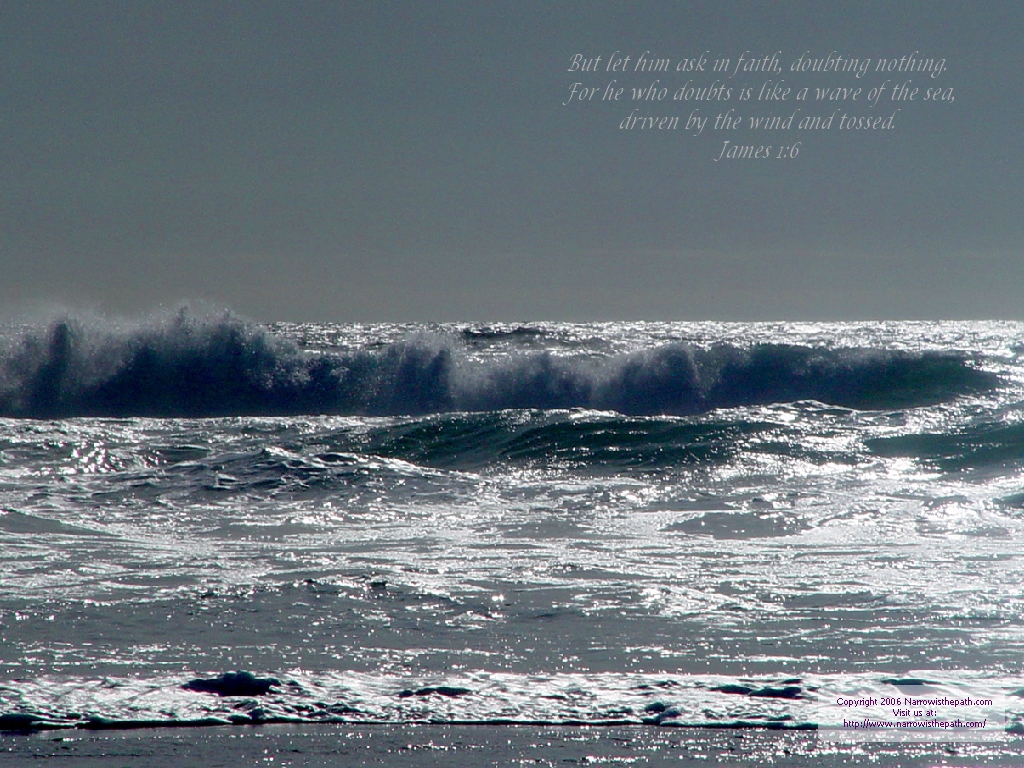 But let him ask in faith, doubting nothing.
For he who doubts is like a wave of the sea,
driven by the wind and tossed.
James 1:6
Copyright 2006 Narrowisthepath.com
Visit us at:
http://www.narrowisthepath.com/